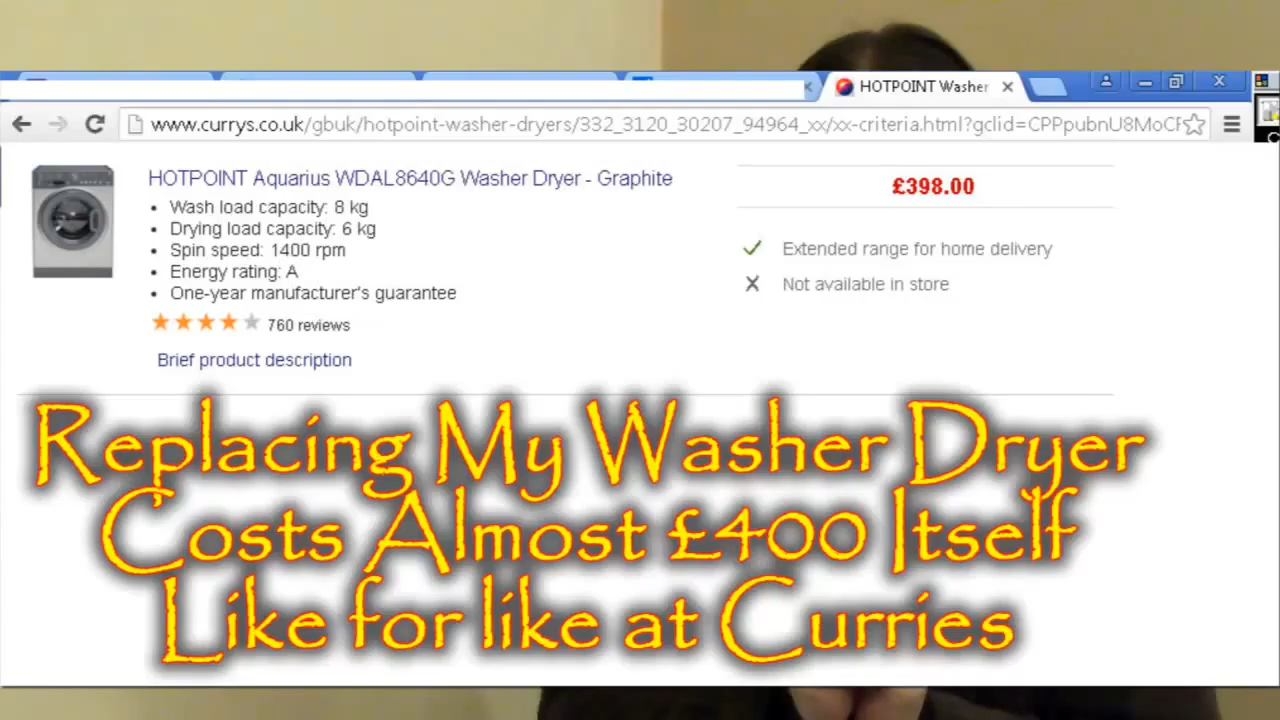 HOTPOINT Washer
www.currys.co.uk/gbuk/hotpoint-washer-dryers/332_3120_30207_94964_xx/xx-criteria.html?gclid=CPPpubnU8MoCF
HOTPOINT Aquarius WDAL8640G Washer Dryer - Graphite
£398.00
Wash load capacity: 8 kg
Drying load capacity: 6 kg
Spin speed: 1400 rpm
Energy rating: A
One-year manufacturer's guarantee
Extended range for home delivery
Not available in store
760 reviews
Brief product description
Replacing My Washer Dryer
Costs Almost £400 Itself
Like for like at Curries